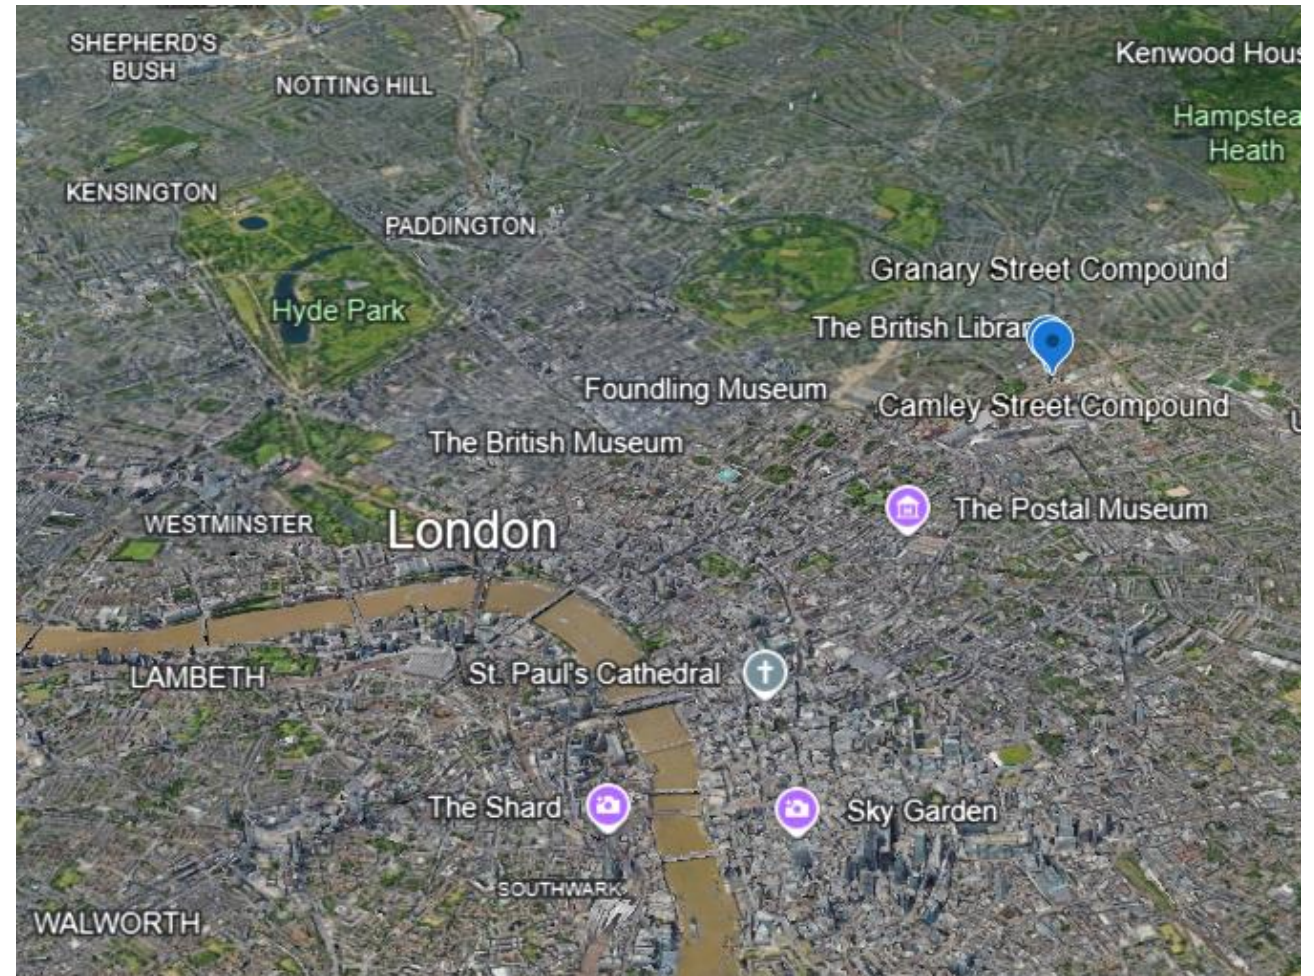 SHEPHERD'S
BUSH
NOTTING HILL
Kenwood Hous
Hampstea
Heath
KENSINGTON
PADDINGTON
Granary Street Compound
Hyde Park
The British Librar
Foundling Museum
Camley Street Compound
U
The British Museum
WESTMINSTER
London
The Postal Museum
LAMBETH
St. Paul's Cathedral
The Shard
Sky Garden
SOUTHWARK
WALWORTH